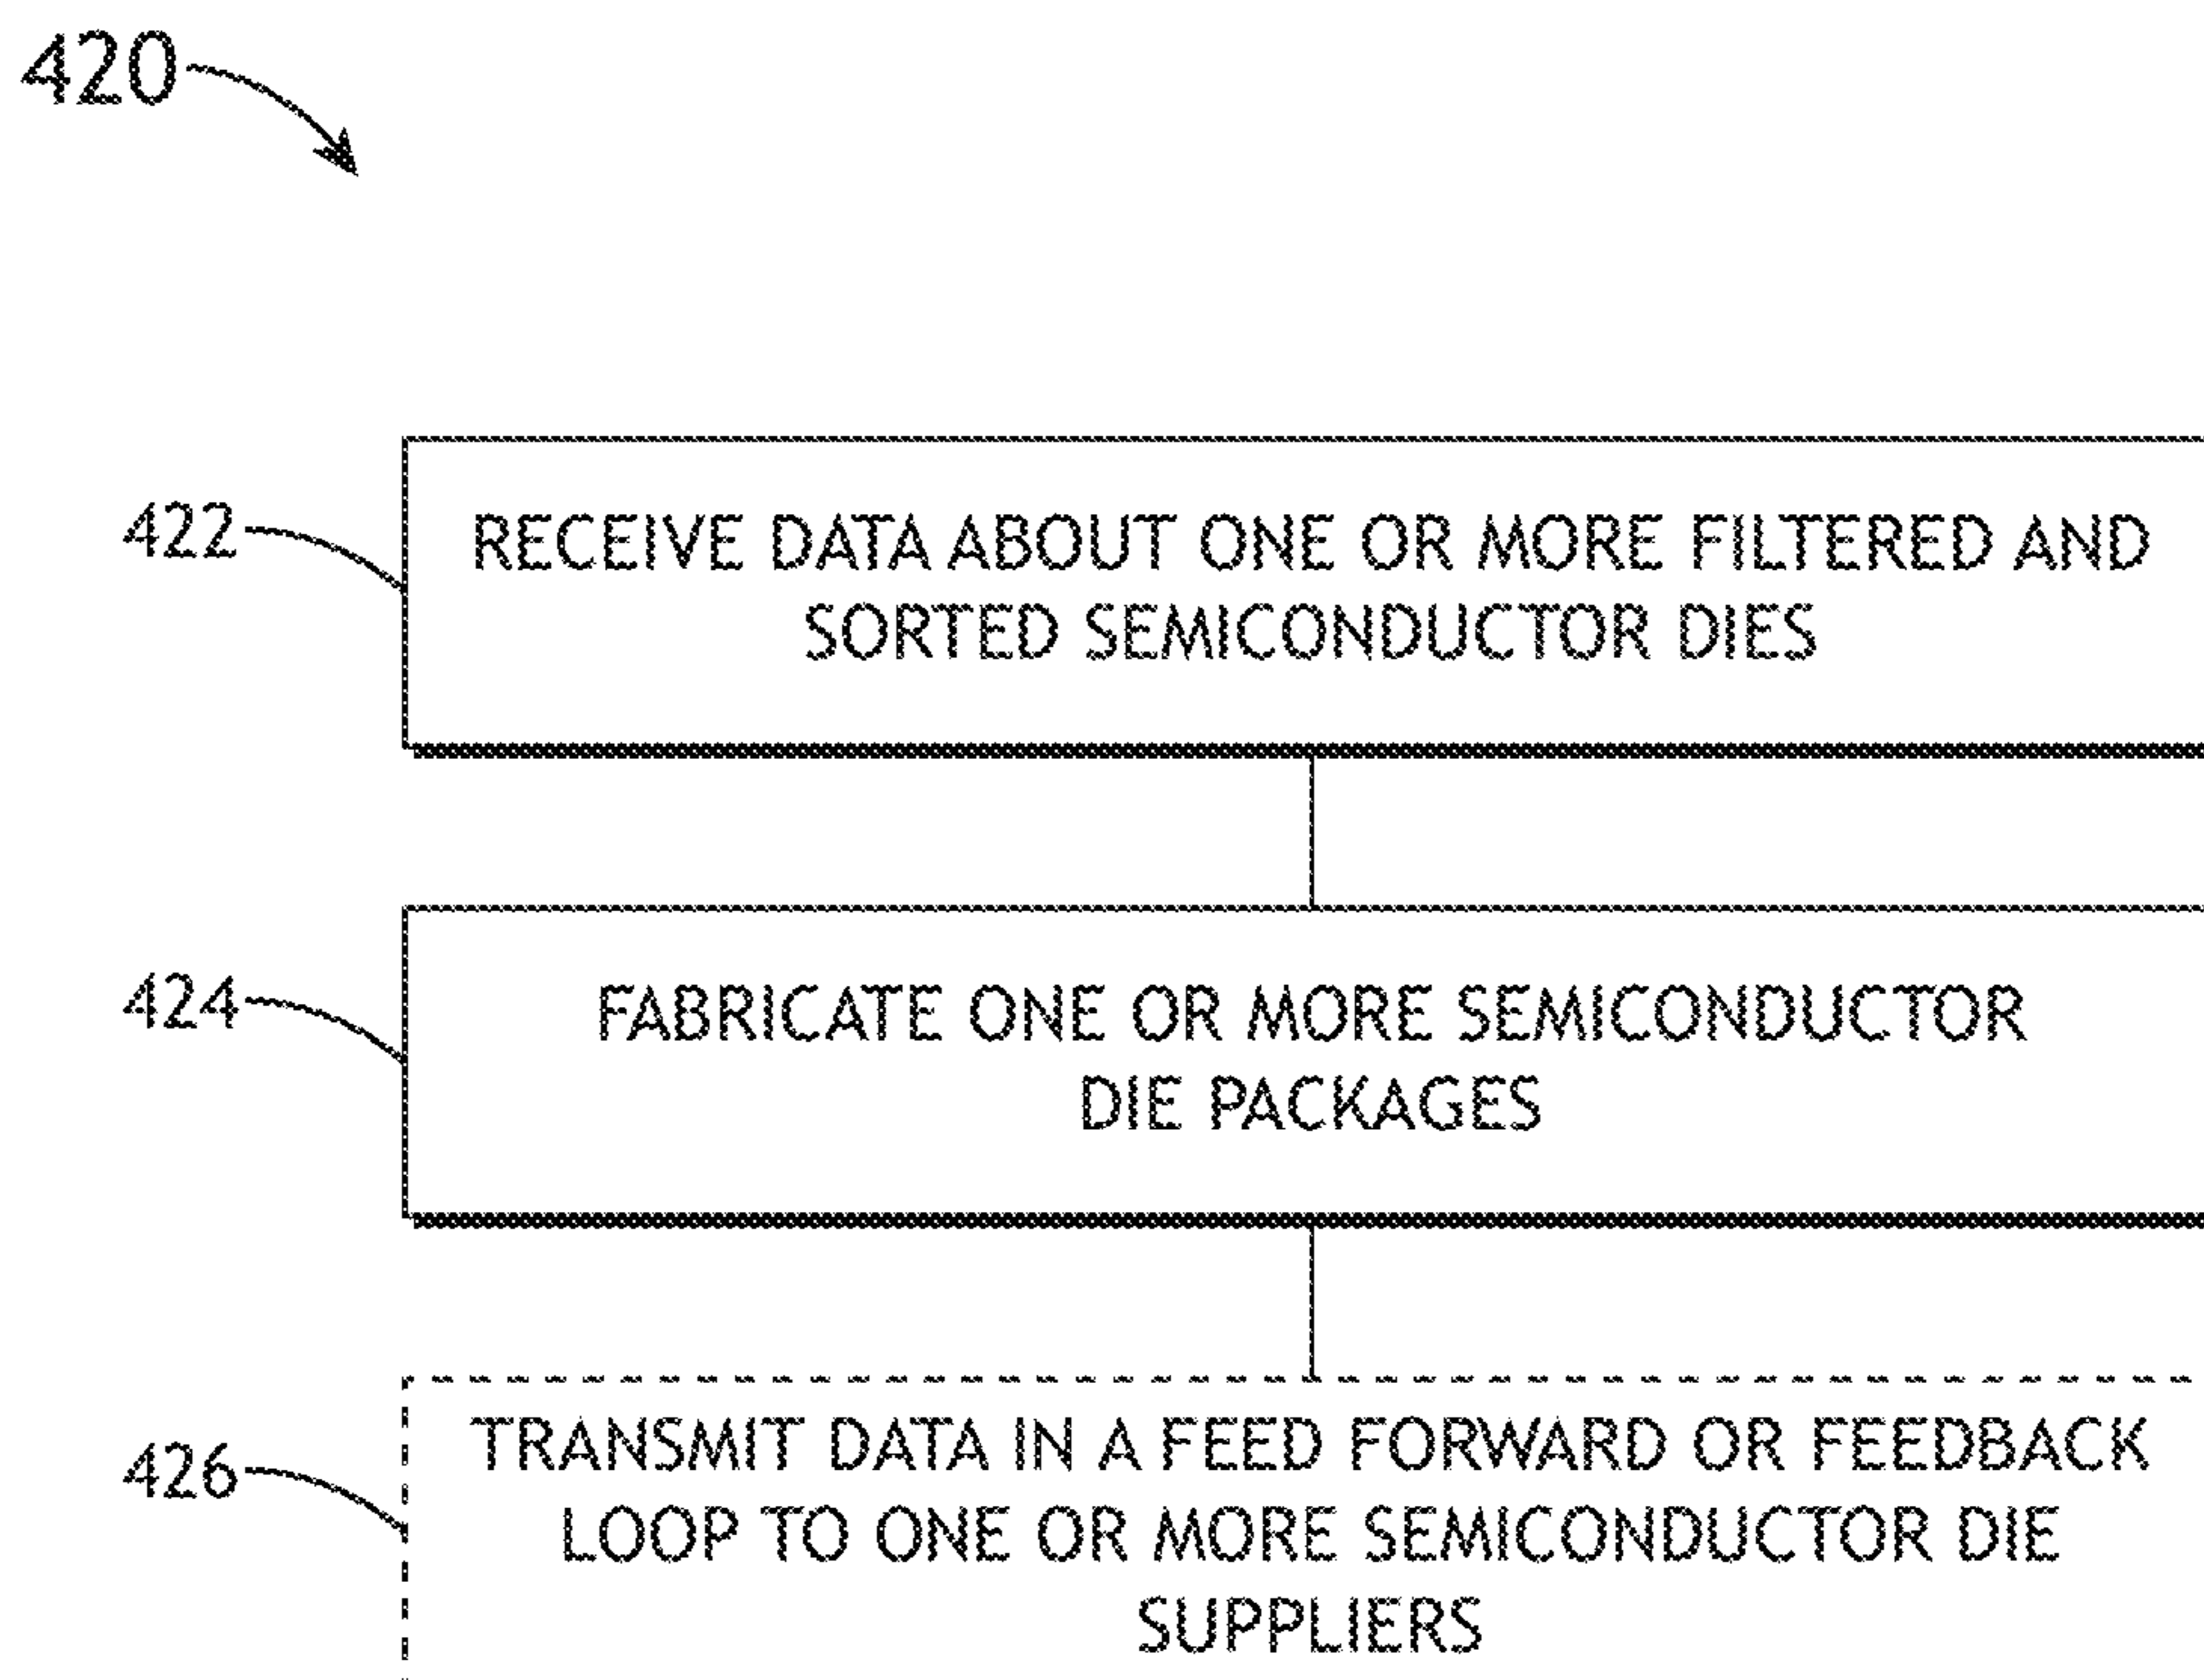 420
422
RECEIVE DATA ABOUT ONE OR MORE FILTERED AND
SORTED SEMICONDUCTOR DIES
424
FABRICATE ONE OR MORE SEMICONDUCTOR
DIE PACKAGES
426
TRANSMIT DATA IN A FEED FORWARD OR FEEDBACK
LOOP TO ONE OR MORE SEMICONDUCTOR DIE
SUPPLIERS